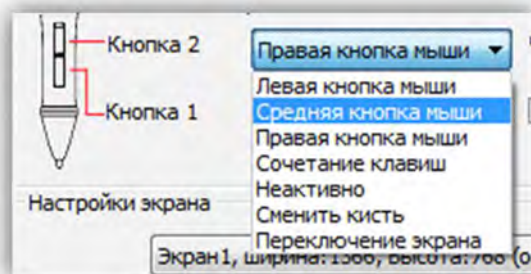 Кнопка 2
Правая кнопка мыши
Левая кнопка мыши
Кнопка 1
Средняя кнопка мыши
Правая кнопка мыши
Сочетание клавиш
Неактивно
Настройки экрана
Сменить кисть
Переключение экрана
Экран1, ширина:1366, высота:768 (о